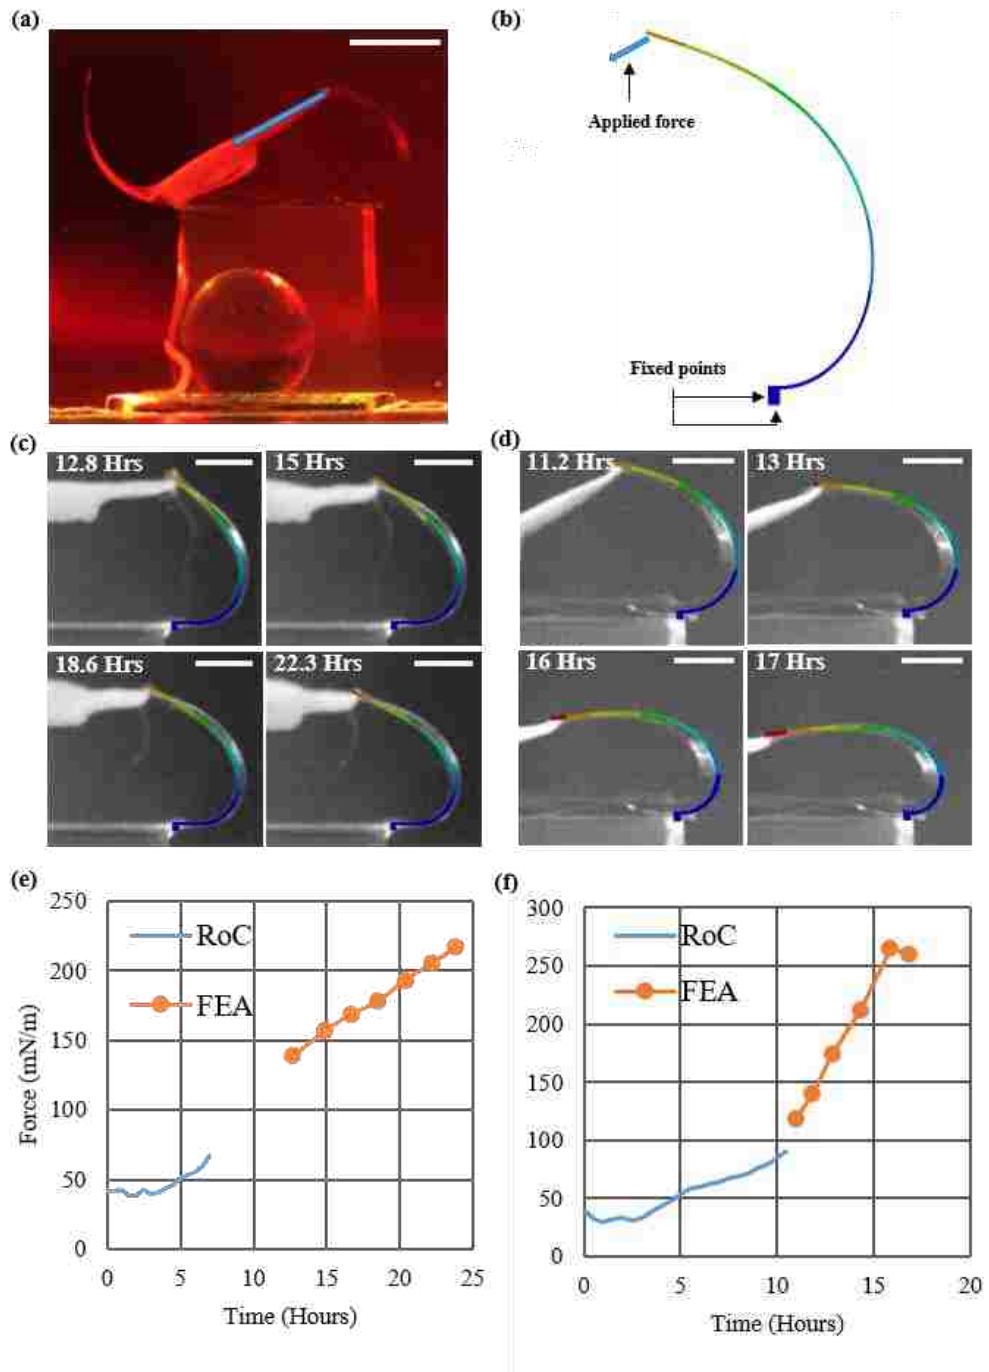 (a)
(b)
Applied force
Fixed points
(c)
12.8 Hrs
15 Hrs
18.6 Hrs
22.3 Hrs
(d)
11.2 Hrs
13 Hrs
16 Hrs
17 Hrs
(e)
250
200
150
100
50
0
0 5 10 15 20 25
Force (mN/m)
Time (Hours)
RoC
FEA
(f)
300
250
200
150
100
50
0
0 5 10 15 20
Time (Hours)
RoC
FEA